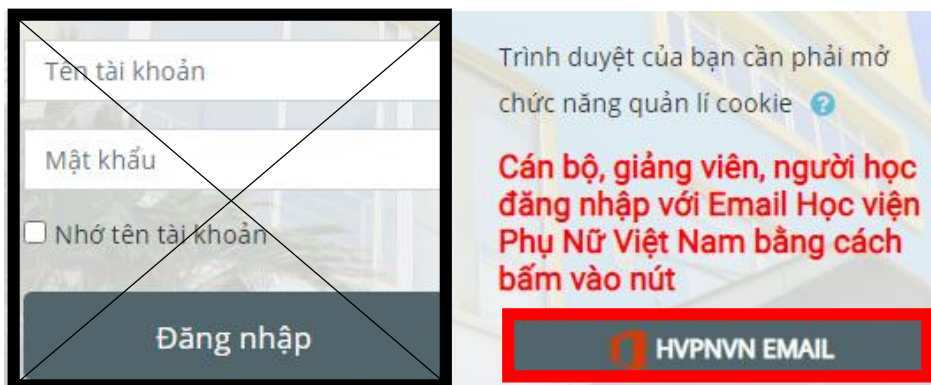 Tên tài khoản
Mật khẩu
Nhớ tên tài khoản
Đăng nhập
Trình duyệt của bạn cần phải mở
chức năng quản lí cookie ?
Cán bộ, giảng viên, người học
đăng nhập với Email Học viện
Phụ Nữ Việt Nam bằng cách
bấm vào nút
HVPNVN EMAIL